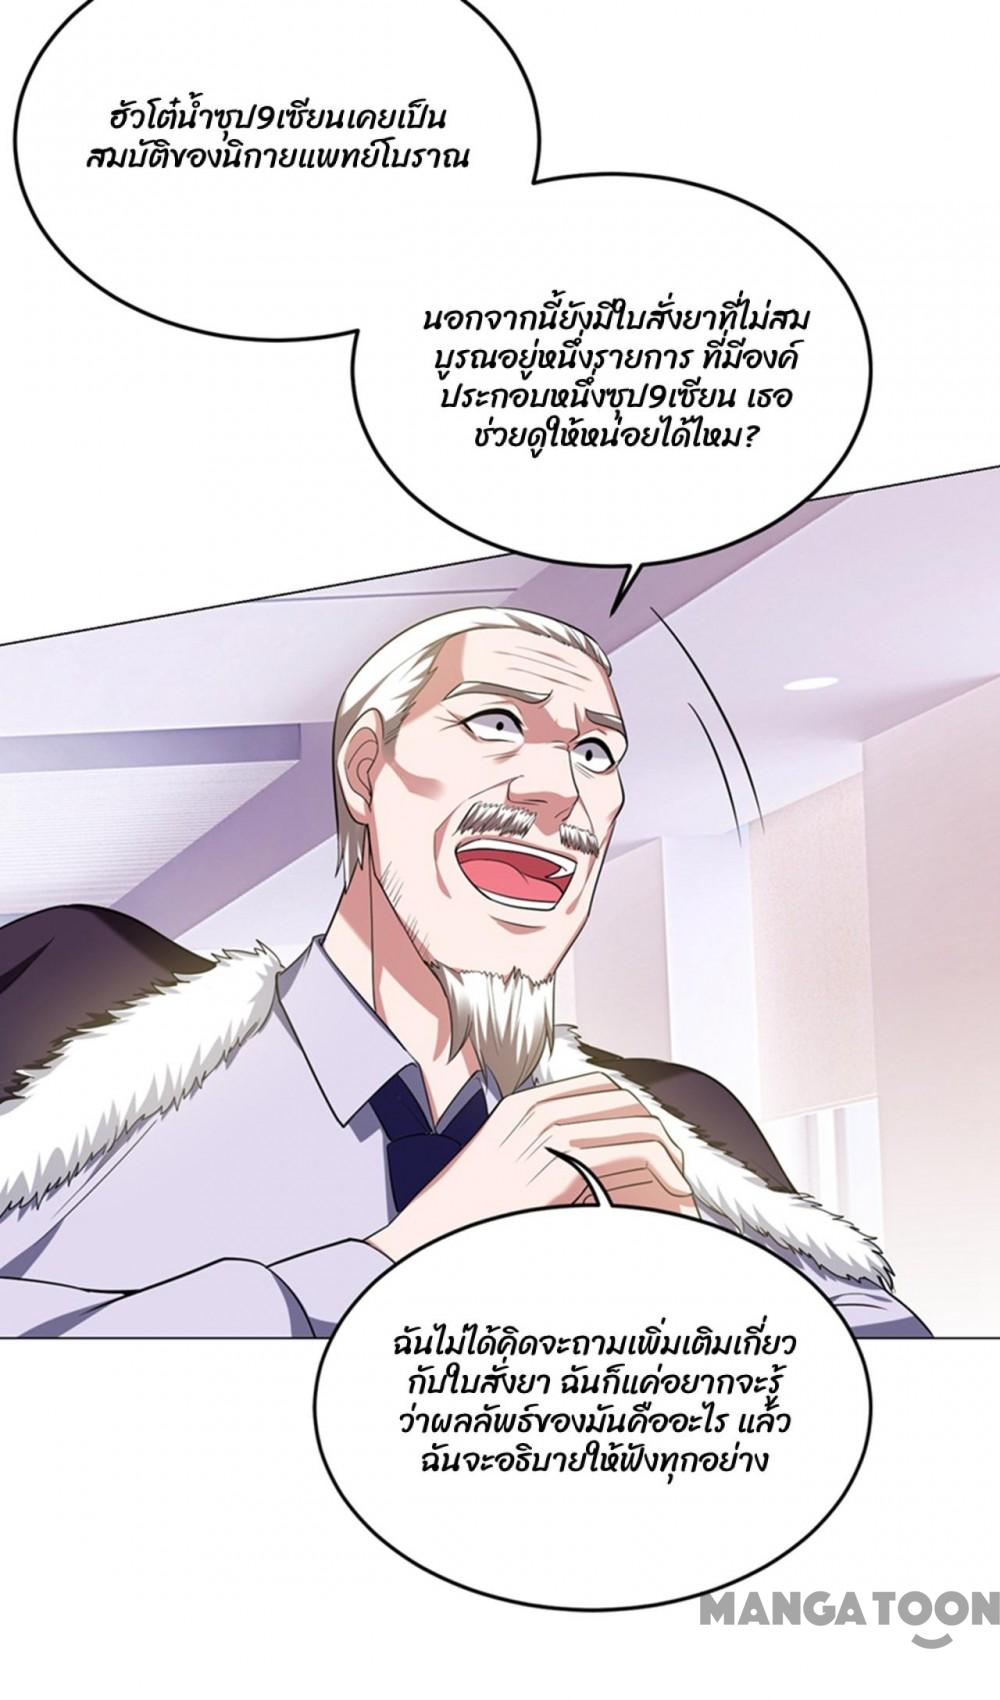 ฮัวโต๋น้ำซุป9เซียนเคยเป็น
สมบัติของนิกายแพทย์โบราณ
นอกจากนี้ยังมีใบสั่งยาที่ไม่สม
บูรณอยู่หนึ่งรายการ ที่มีองค์
ประกอบหนึ่งซุป9เซียน เธอ
ช่วยดูให้หน่อยได้ไหม?
ฉันไม่ได้คิดจะถามเพิ่มเติมเกี่ยว
กับใบสั่งยา ฉันก็แค่อยากจะรู้
ว่าผลลัพธ์ของมันคืออะไร แล้ว
ฉันจะอธิบายให้ฟังทุกอย่าง
MANGATOON